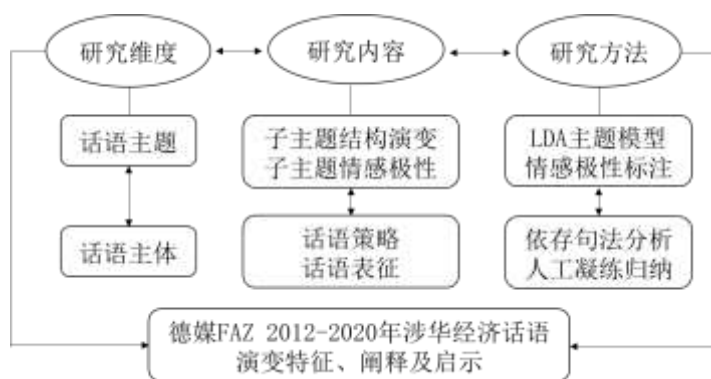 研究维度
研究内容
研究方法
话语主题
子主题结构演变
子主题情感极性
LDA主题模型
情感极性标注
话语主体
话语策略
话语表征
依存句法分析
人工凝练归纳
德媒FAZ 2012-2020年涉华经济话语
演变特征、阐释及启示